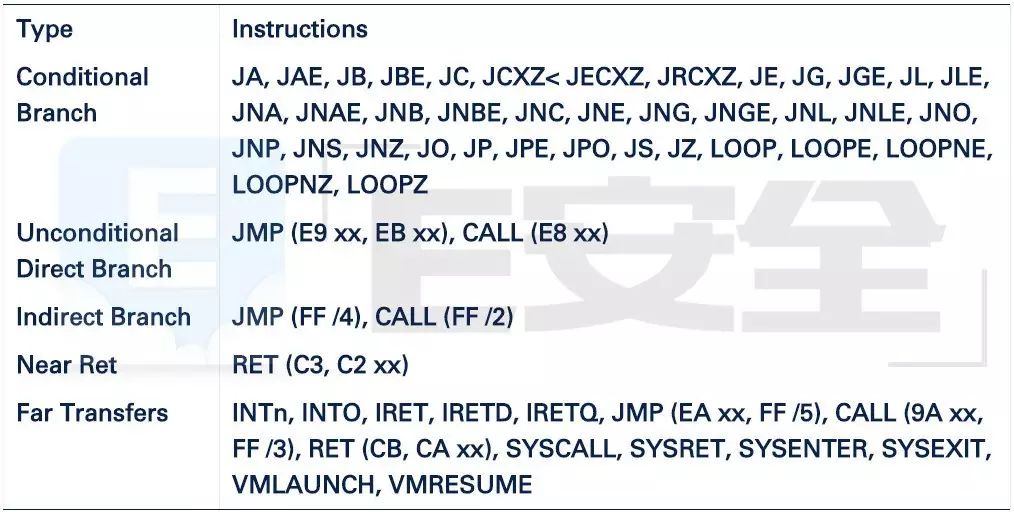 Type Instructions
Conditional Branch JA, JAE, JB, JBE, JC, JCXZ< JECXZ, JRCXZ, JE, JG, JGE, JL, JLE,
JNA, JNAE, JNB, JNBE, JNC, JNE, JNG, JNGE, JNL, JNLE, JNO,
JNP, JNS, JNZ, JO, JP, JPE, JPO, JS, JZ, LOOP, LOOPE, LOOPNE,
LOOPNZ, LOOPZ
Unconditional Direct Branch JMP (E9 xx, EB xx), CALL (E8 xx)
Indirect Branch JMP (FF /4), CALL (FF /2)
Near Ret RET (C3, C2 xx)
Far Transfers INTn, INTO, IRET, IRETD, IRETQ, JMP (EA xx, FF /5), CALL (9A xx,
FF /3), RET (CB, CA xx), SYSCALL, SYSRET, SYSENTER, SYSEXIT,
VMLAUNCH, VMRESUME
E安全